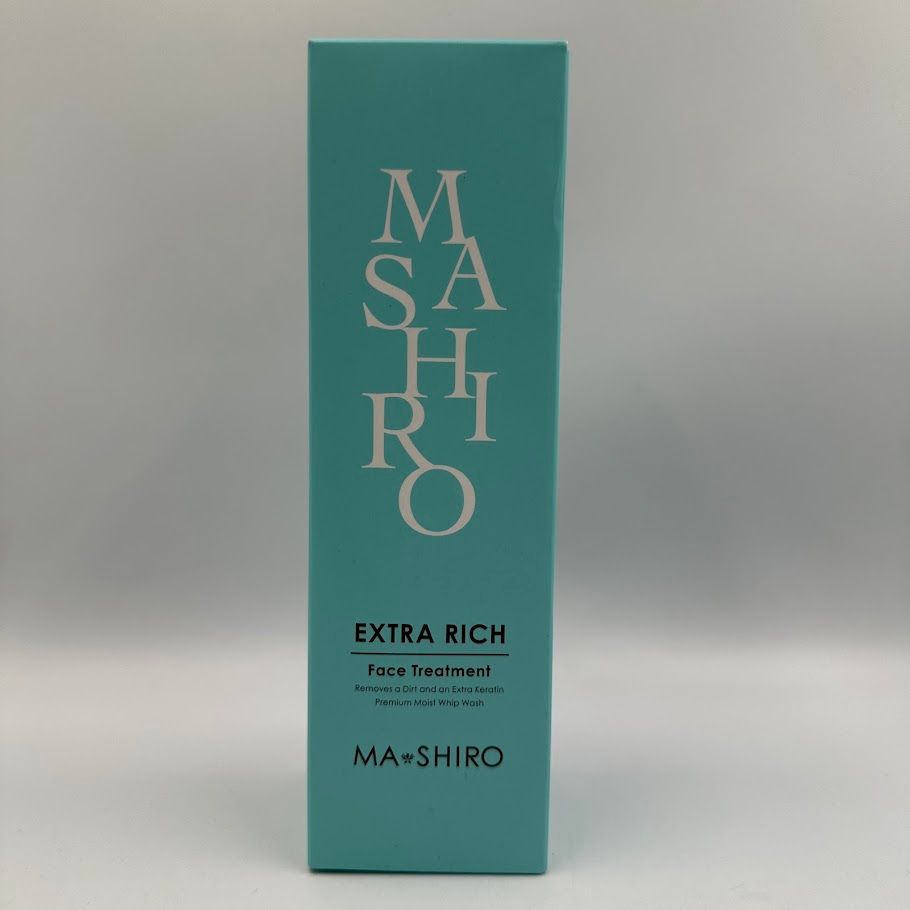 MASHIRO
EXTRA RICH
Face Treatment
Removes a Dirt and an Extra Keratin
Premium Moist Whip Wash
MA SHIRO